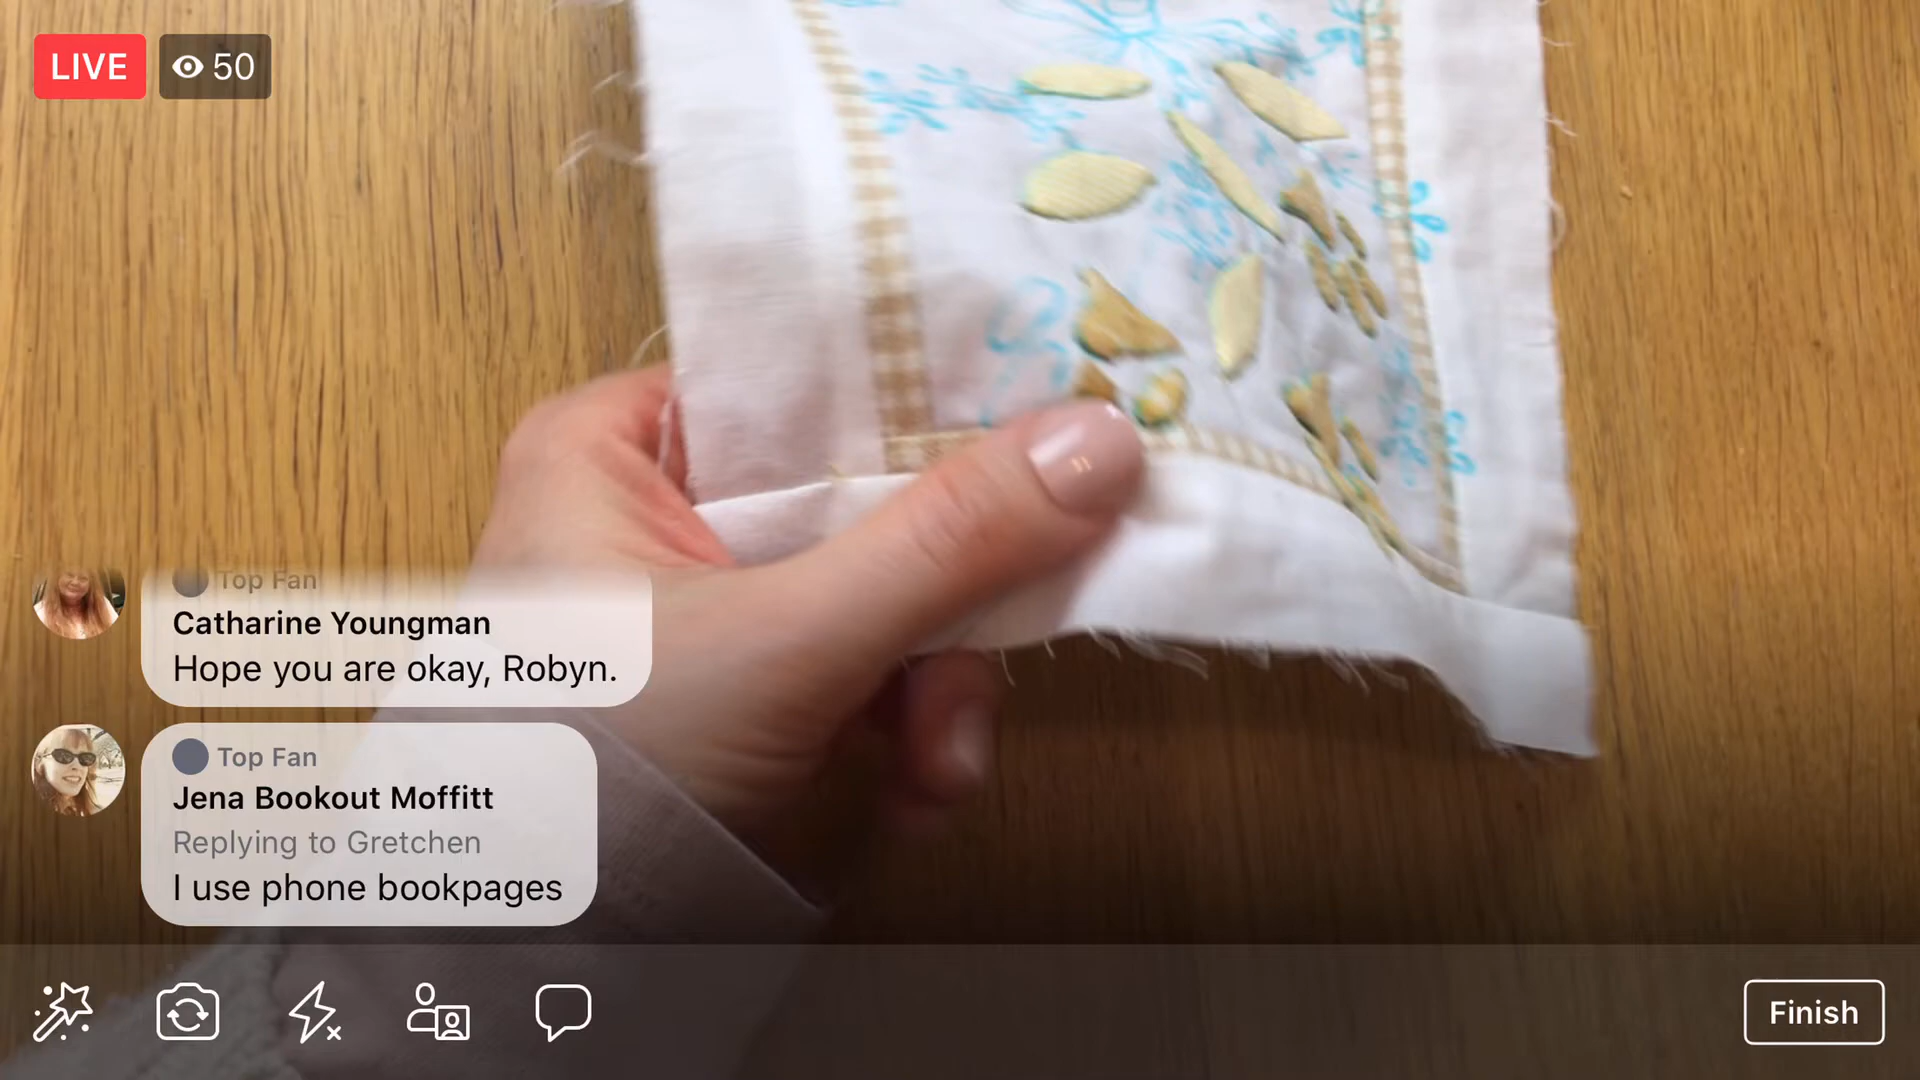 LIVE
50
Top Fan
Catharine Youngman
Hope you are okay, Robyn.
Top Fan
Jena Bookout Moffitt
Replying to Gretchen
I use phone bookpages
Finish